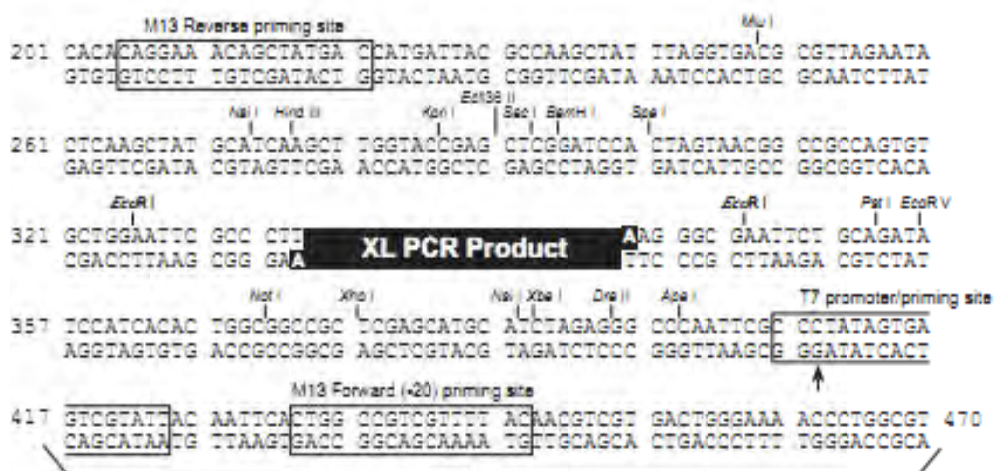 M13 Reverse priming site Mlu I
201 CACACAGGAA ACAGCTATGAC CATGATTAC GCCAAGCTAT TTAGGTGACG CGTTAGAATA
GTGTGTCCTT TGTCGATACTG GTACTAATG CGGTTCGATA AATCCACTGC GCAATCTTAT
Nsi I Hind III Kpn I Ecl136 II Sac I BamH I Spe I
261 CTCAAGCTAT GCATCAAGCT TGGTACCGAG CTCGGATCCA CTAGTAACGG CCGCCAGTGT
GAGTTCGATA CGTAGTTCGA ACCATGGCTC GAGCCTAGGT GATCATTGCC GGCGGTCACA
EcoR I EcoR I Pst I EcoR V
321 GCTGGAATTC GCC CTT XL PCR Product AAG GGC GAATTCT GCAGATA
CGACCTTAAG CGG GAA TTC CCG CTTAAGA CGTCTAT
Not I Xho I Nsi I Xba I Dra II Apa I T7 promoter/priming site
357 TCCATCACAC TGGCGGCCGC TCGAGCATGC ATCTAGAGGG CCCAATTCGC CCTATAGTGA
AGGTAGTGTG ACCGCCGGCG AGCTCGTACG TAGATCTCCC GGGTTAAGCG GGATATCACT
M13 Forward (-20) priming site
417 GTCGTATTAC AATTCACTGG CCGTCGTTTT ACAACGTCGT GACTGGGAAA ACCCTGGCGT 470
CAGCATAATG TTAAGTGACC GGCAGCAAAA TGTTGCAGCA CTGACCCTTT TGGGACCGCA